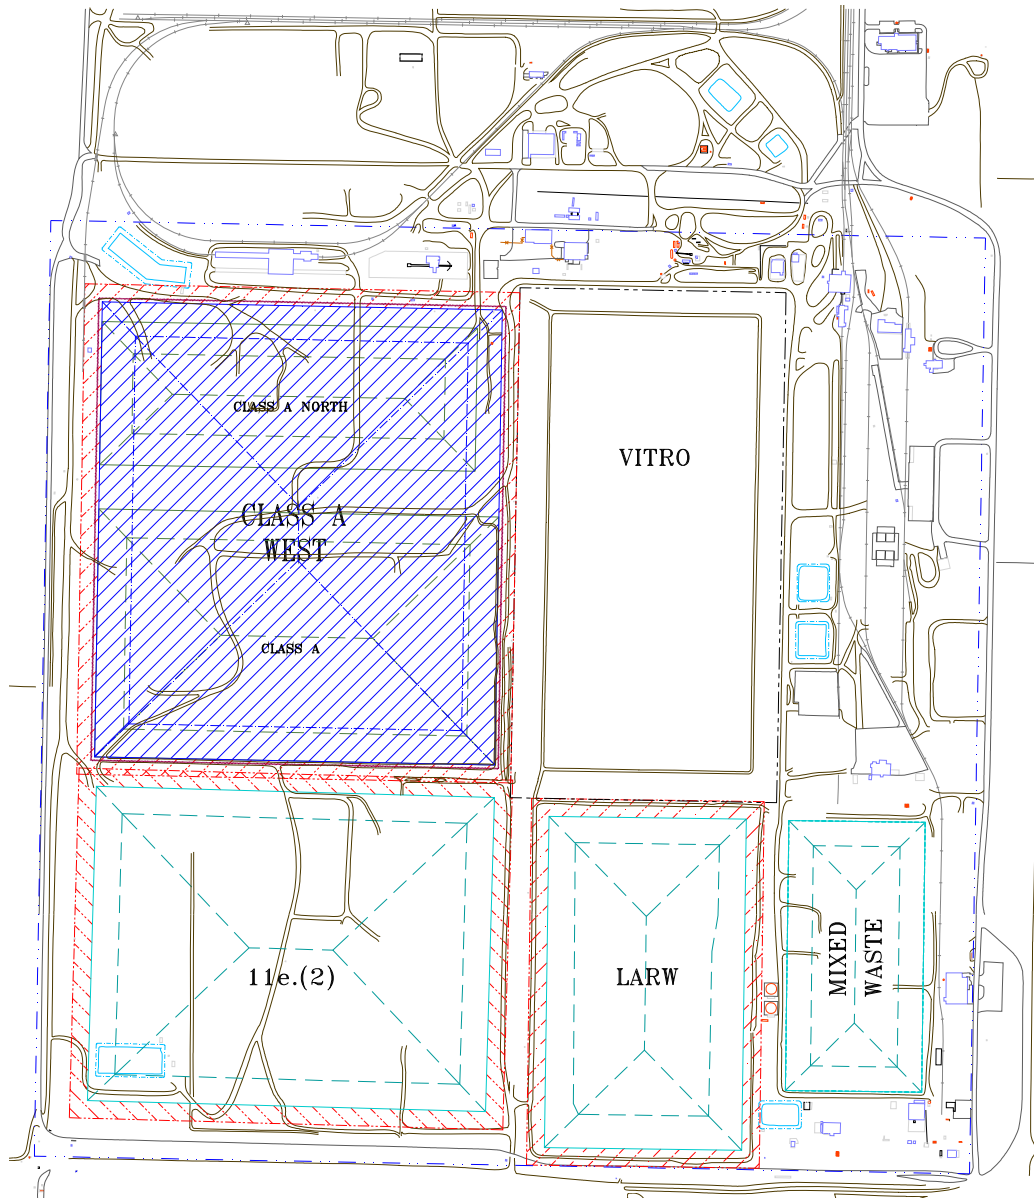 CLASS A NORTH
VITRO
CLASS A
WEST
CLASS A
11e.(2)
LARW
MIXED
WASTE